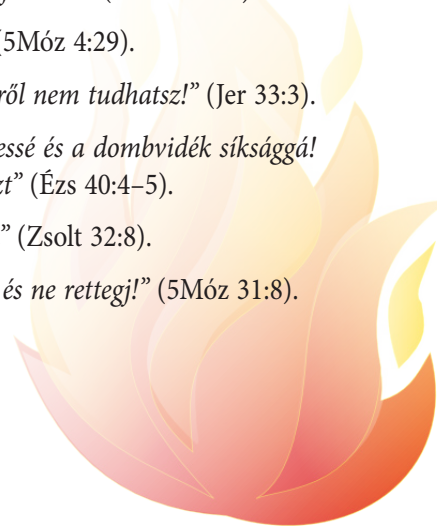 (5Móz 4:29).
ről nem tudhatsz!” (Jer 33:3).
essé és a dombvidék síksággá!
zt” (Ézs 40:4–5).
” (Zsolt 32:8).
és ne rettegj!” (5Móz 31:8).